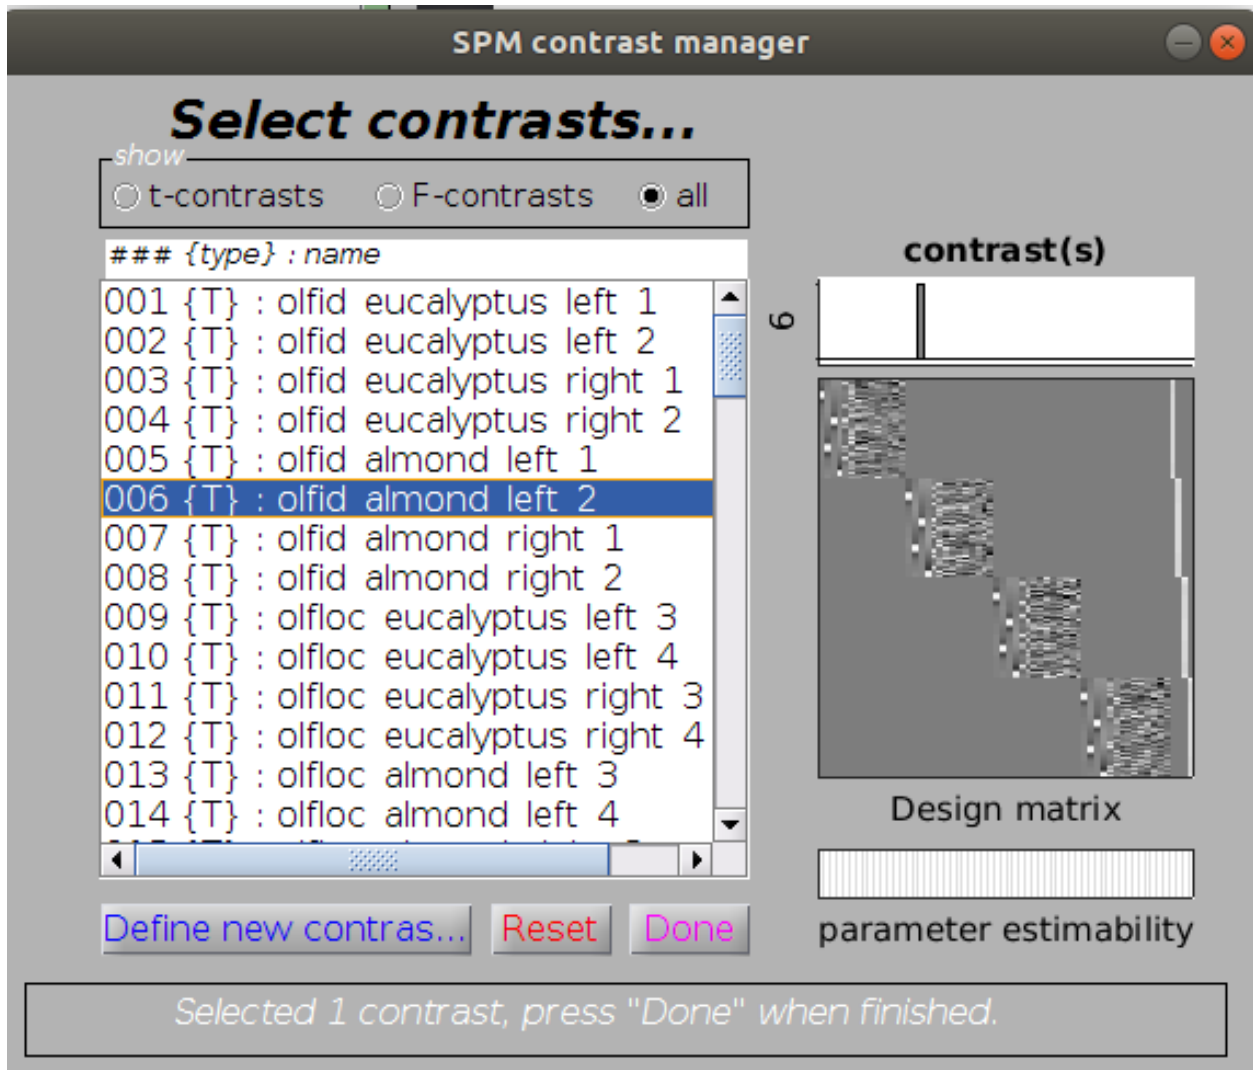 SPM contrast manager
Select contrasts...
show
t-contrasts F-contrasts all
### {type} : name
001 {T} : olfid eucalyptus left 1
002 {T} : olfid eucalyptus left 2
003 {T} : olfid eucalyptus right 1
004 {T} : olfid eucalyptus right 2
005 {T} : olfid almond left 1
006 {T} : olfid almond left 2
007 {T} : olfid almond right 1
008 {T} : olfid almond right 2
009 {T} : olfloc eucalyptus left 3
010 {T} : olfloc eucalyptus left 4
011 {T} : olfloc eucalyptus right 3
012 {T} : olfloc eucalyptus right 4
013 {T} : olfloc almond left 3
014 {T} : olfloc almond left 4
Define new contras...
Reset
Done
contrast(s)
6
Design matrix
parameter estimability
Selected 1 contrast, press "Done" when finished.